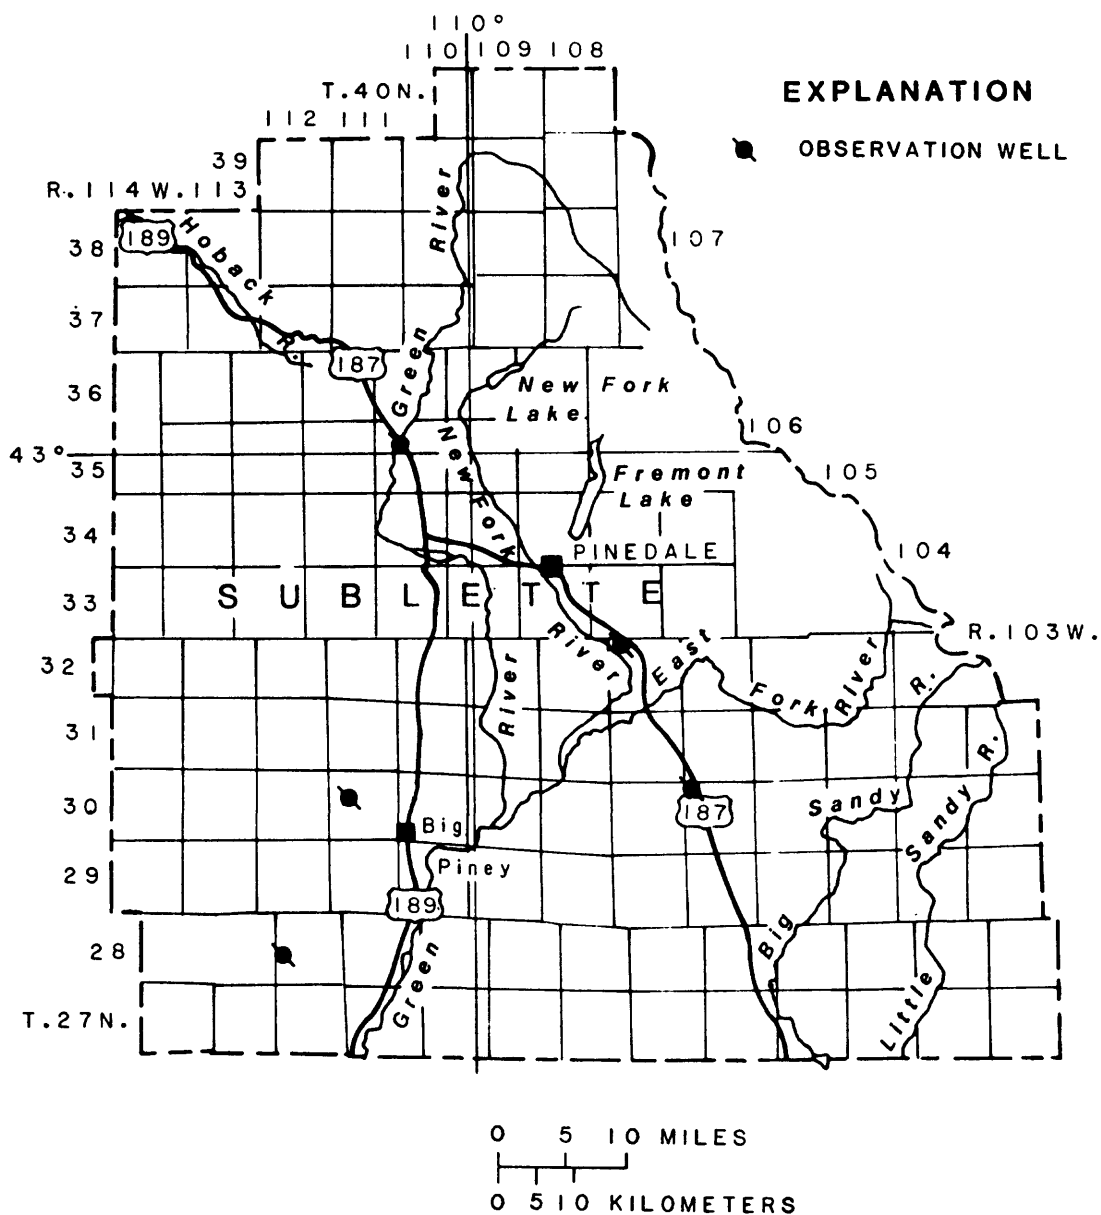 110°
110 109 108
T.40N.
EXPLANATION
112 111
OBSERVATION WELL
39
R.114W.113
189
38
Hoback
R.
River
107
37
187
Green
36
New Fork
Lake
106
43°
35
New Fork
Fremont
Lake
105
34
PINEDALE
104
33
SUBLETTE
R.103W.
32
River
East
Fork
River
R.
River
31
R.
30
Big
Piney
187
Sandy
Sandy
29
189
28
Green
Big
Little
T.27N.
0 5 10 MILES
0 5 10 KILOMETERS